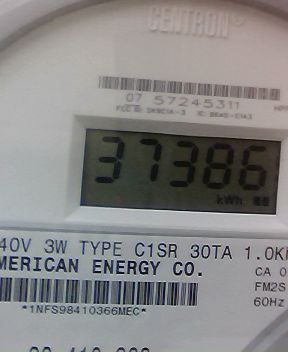 CENTRON®
07 57245311
37386
kWh
40V 3W TYPE C1SR 30TA 1.0K
MERICAN ENERGY CO.
CA 0
FM2S
60Hz
*1NFS98410366MEC*